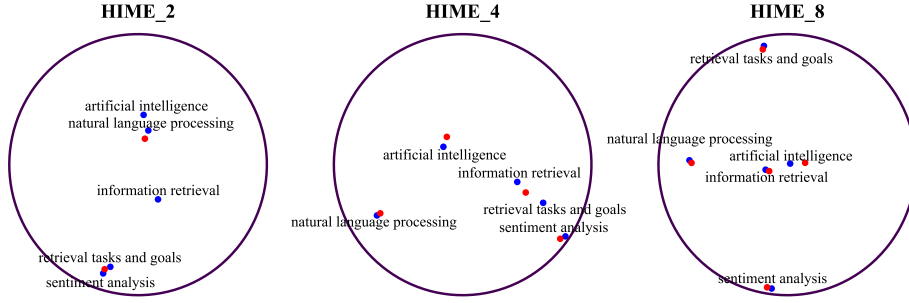 HIME_2
artificial intelligence
natural language processing
information retrieval
retrieval tasks and goals
sentiment analysis
HIME_4
artificial intelligence
information retrieval
retrieval tasks and goals
natural language processing
sentiment analysis
HIME_8
retrieval tasks and goals
natural language processing
artificial intelligence
information retrieval
sentiment analysis